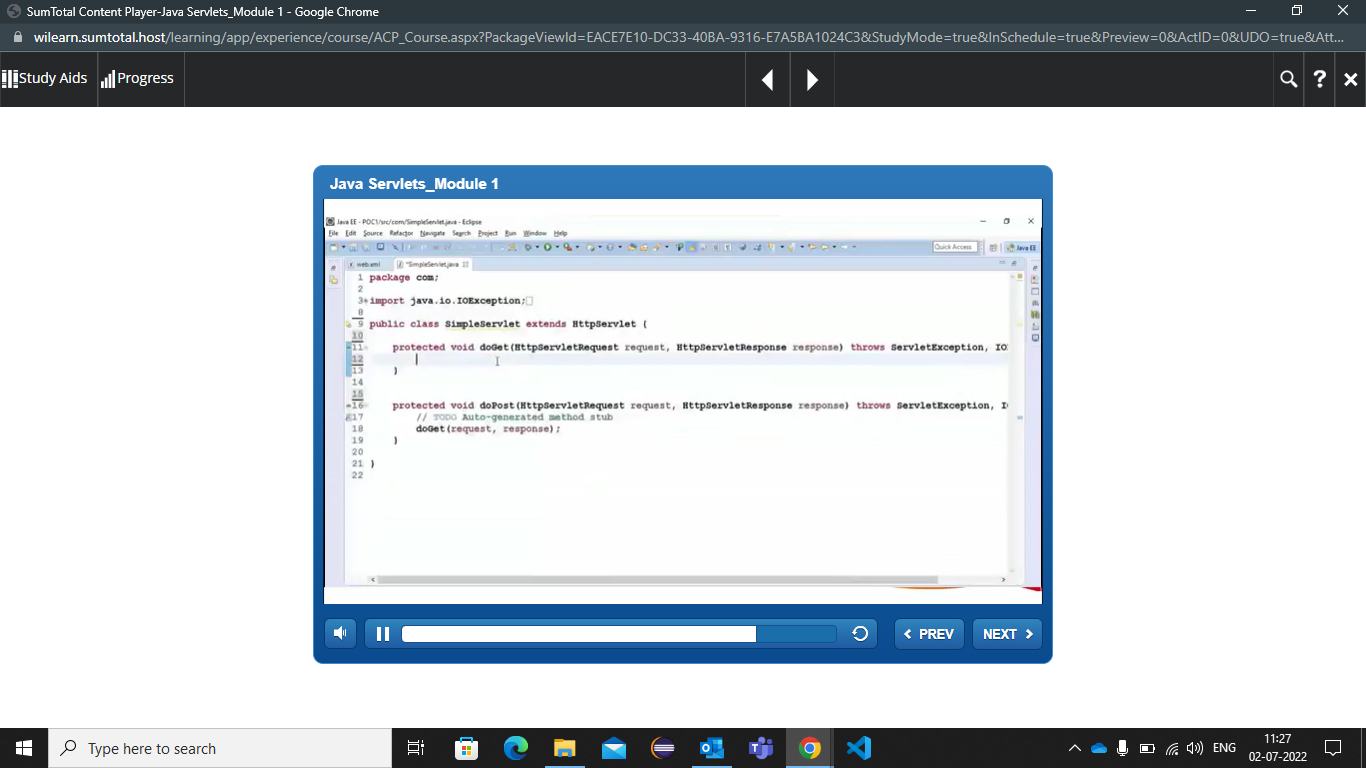 SumTotal Content Player-Java Servlets_Module 1 - Google Chrome
wilearn.sumtotal.host/learning/app/experience/course/ACP_Course.aspx?PackageViewId=EACE7E10-DC33-40BA-9316-E7A5BA1024C3&StudyMode=true&InSchedule=true&Preview=0&ActID=0&UDO=true&Att...
Study Aids Progress ?
Java Servlets_Module 1
Java EE - POC1/src/com/SimpleServlet.java - Eclipse
File Edit Source Refactor Navigate Search Project Run Window Help
Quick Access Java EE
web.xml *SimpleServlet.java
1 package com;
2
3 import java.io.IOException;
8
9 public class SimpleServlet extends HttpServlet {
10
11 protected void doGet(HttpServletRequest request, HttpServletResponse response) throws ServletException, IO
12
13 }
14
15
16 protected void doPost(HttpServletRequest request, HttpServletResponse response) throws ServletException, I
17 // TODO Auto-generated method stub
18 doGet(request, response);
19 }
20
21 }
22
PREV NEXT
Type here to search
ENG
11:27
02-07-2022